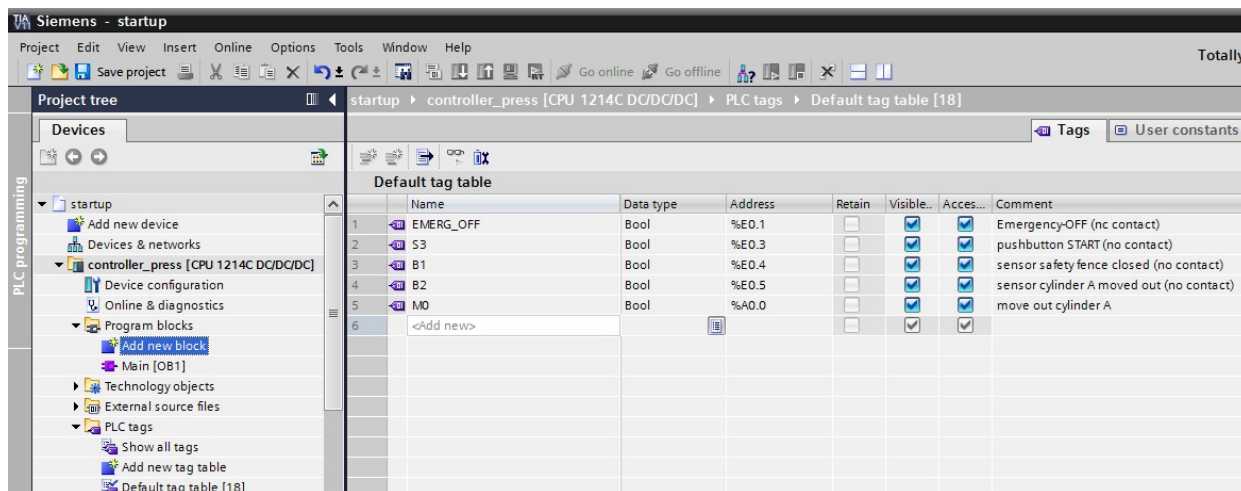 Siemens - startup
Project Edit View Insert Online Options Tools Window Help
Totally
Save project Go online Go offline
Project tree
startup controller_press [CPU 1214C DC/DC/DC] PLC tags Default tag table [18]
Devices
Tags User constants
Default tag table
PLC programming
startup
Add new device
Devices & networks
controller_press [CPU 1214C DC/DC/DC]
Device configuration
Online & diagnostics
Program blocks
Add new block
Main [OB1]
Technology objects
External source files
PLC tags
Show all tags
Add new tag table
Default tag table [18]
Name Data type Address Retain Visible.. Acces... Comment
1 EMERG_OFF Bool %E0.1 Emergency-OFF (nc contact)
2 S3 Bool %E0.3 pushbutton START (no contact)
3 B1 Bool %E0.4 sensor safety fence closed (no contact)
4 B2 Bool %E0.5 sensor cylinder A moved out (no contact)
5 M0 Bool %A0.0 move out cylinder A
6 <Add new>